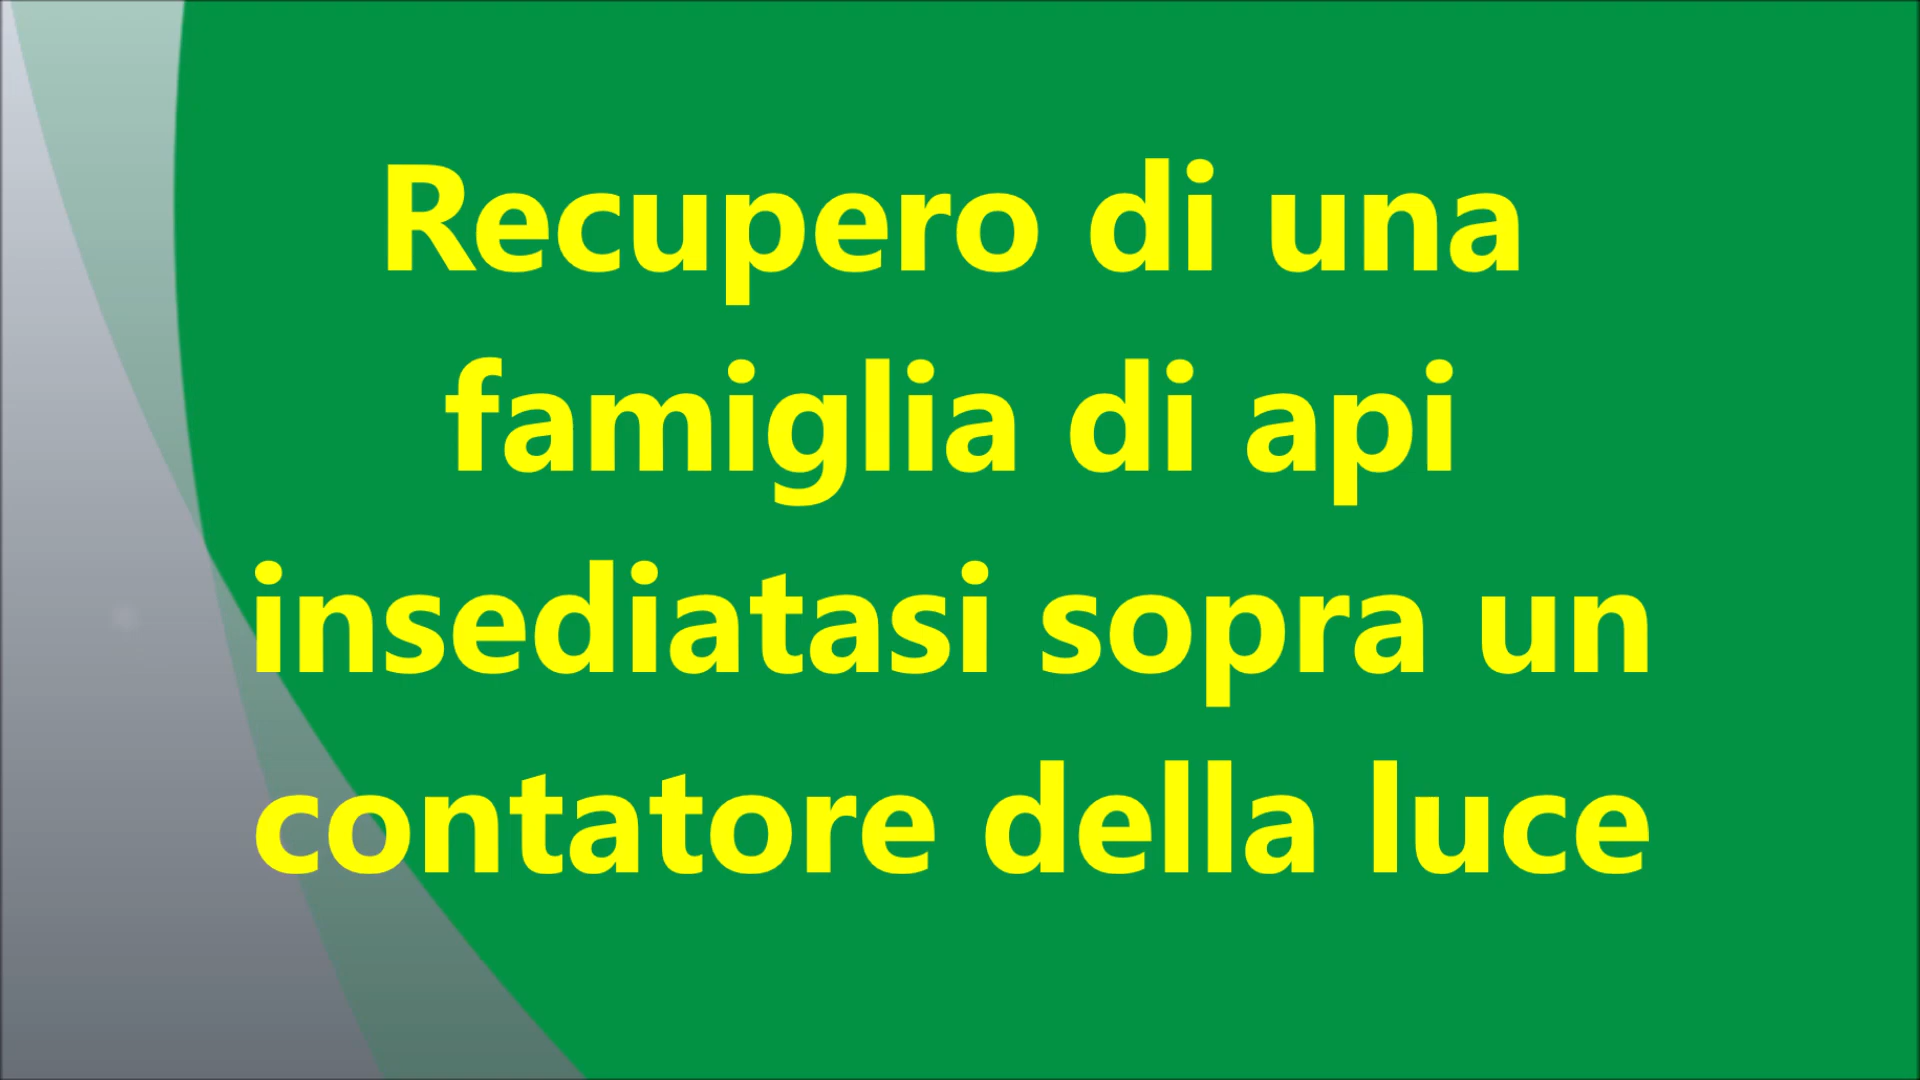 Recupero di una
famiglia di api
insediatasi sopra un
contatore della luce